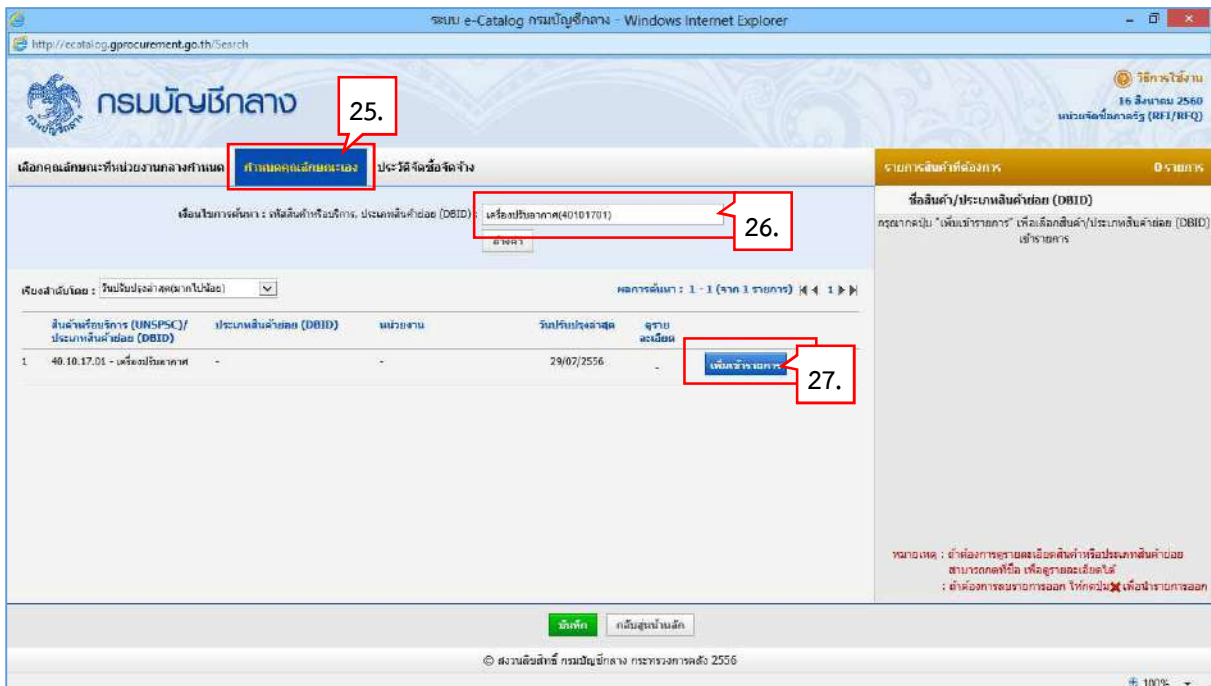 ระบบ e-Catalog กรมบัญชีกลาง - Windows Internet Explorer
http://ecatalog.gprocurement.go.th/Search
กรมบัญชีกลาง
วิธีการใช้งาน
16 สิงหาคม 2560
หน่วยจัดซื้อภาครัฐ (RFI/RFQ)
25.
เลือกคุณลักษณะที่หน่วยงานกลางกำหนด กำหนดคุณลักษณะเอง ประวัติจัดซื้อจัดจ้าง
รายการสินค้าที่ต้องการ 0 รายการ
เงื่อนไขการค้นหา : รหัสสินค้าหรือบริการ, ประเภทสินค้าย่อย (DBID) : เครื่องปรับอากาศ(40101701)
26.
ล้างค่า
ชื่อสินค้า/ประเภทสินค้าย่อย (DBID)
กรุณากดปุ่ม "เพิ่มเข้ารายการ" เพื่อเลือกสินค้า/ประเภทสินค้าย่อย (DBID)
เข้ารายการ
เรียงลำดับโดย : วันปรับปรุงล่าสุด(มากไปน้อย)
ผลการค้นหา : 1 - 1 (จาก 1 รายการ) 1
สินค้าหรือบริการ (UNSPSC)/ ประเภทสินค้าย่อย (DBID) หน่วยงาน วันปรับปรุงล่าสุด ดูราย
ประเภทสินค้าย่อย (DBID) ละเอียด
1 40.10.17.01 - เครื่องปรับอากาศ - - 29/07/2556 - เพิ่มเข้ารายการ
27.
หมายเหตุ : ถ้าต้องการดูรายละเอียดสินค้าหรือประเภทสินค้าย่อย
สามารถกดที่ชื่อ เพื่อดูรายละเอียดได้
: ถ้าต้องการลบรายการออก ให้กดปุ่ม เพื่อนำรายการออก
บันทึก กลับสู่หน้าหลัก
© สงวนลิขสิทธิ์ กรมบัญชีกลาง กระทรวงการคลัง 2556
100%